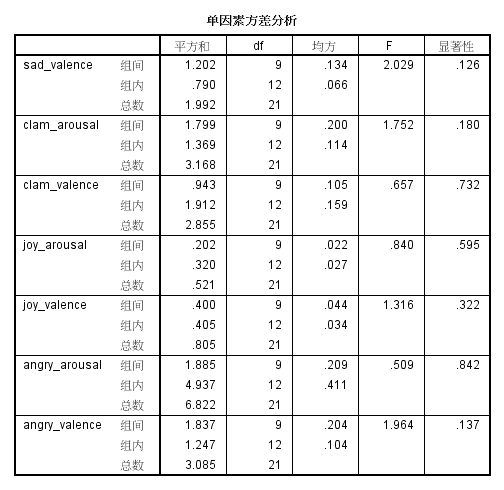 单因素方差分析
平方和 df 均方 F 显著性
sad_valence 组间 1.202 9 .134 2.029 .126
组内 .790 12 .066
总数 1.992 21
clam_arousal 组间 1.799 9 .200 1.752 .180
组内 1.369 12 .114
总数 3.168 21
clam_valence 组间 .943 9 .105 .657 .732
组内 1.912 12 .159
总数 2.855 21
joy_arousal 组间 .202 9 .022 .840 .595
组内 .320 12 .027
总数 .521 21
joy_valence 组间 .400 9 .044 1.316 .322
组内 .405 12 .034
总数 .805 21
angry_arousal 组间 1.885 9 .209 .509 .842
组内 4.937 12 .411
总数 6.822 21
angry_valence 组间 1.837 9 .204 1.964 .137
组内 1.247 12 .104
总数 3.085 21